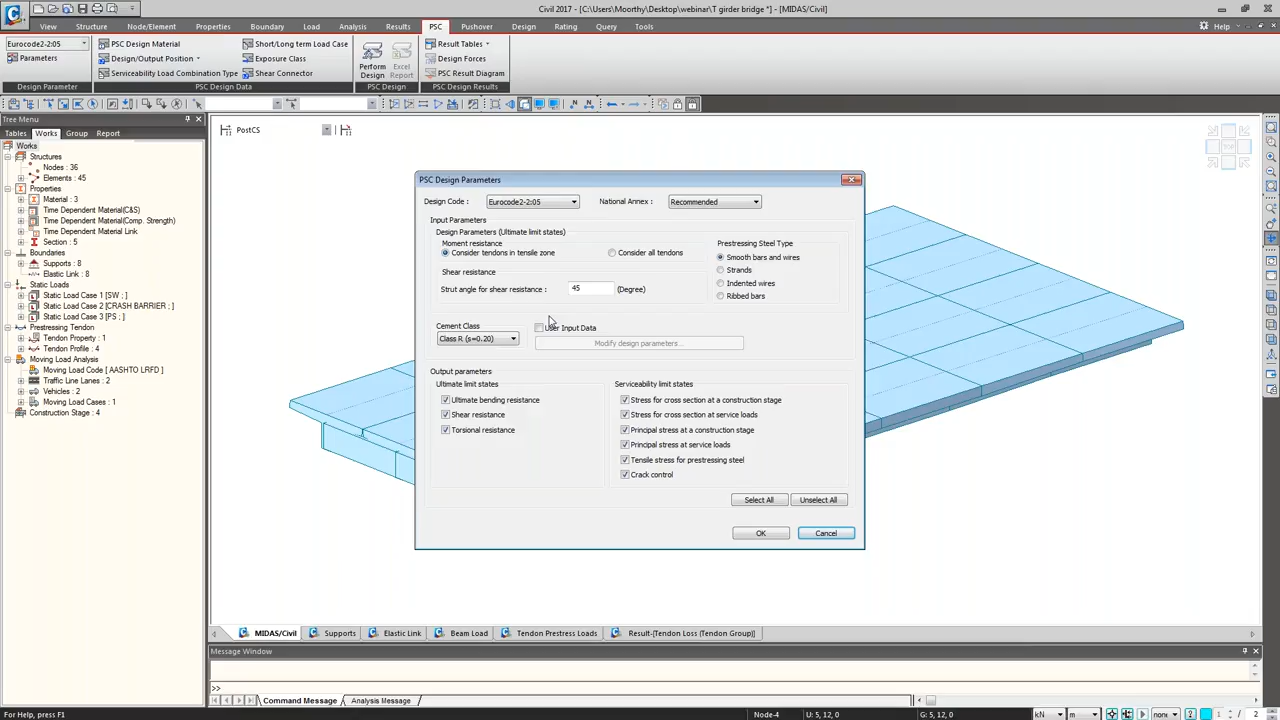 Civil 2017 - [C:\Users\Moorthy\Desktop\webinar\T girder bridge *] - [MIDAS/Civil]
View Structure Node/Element Properties Boundary Load Analysis Results PSC Pushover Design Rating Query Tools Help
Eurocode2-2:05 PSC Design Material Short/Long term Load Case Result Tables
Parameters Design/Output Position Exposure Class Perform Design Excel Report Design Forces
Serviceability Load Combination Type Shear Connector PSC Result Diagram
Design Parameter PSC Design Data PSC Design PSC Design Results
Tree Menu
Tables Works Group Report
PostCS
TOP
Works
Structures
Nodes : 36
Elements : 45
Properties
Material : 3
Time Dependent Material(C&S)
Time Dependent Material(Comp. Strength)
Time Dependent Material Link
Section : 5
Boundaries
Supports : 8
Elastic Link : 8
Static Loads
Static Load Case 1 [SW ; ]
Static Load Case 2 [CRASH BARRIER ; ]
Static Load Case 3 [PS ; ]
Prestressing Tendon
Tendon Property : 1
Tendon Profile : 4
Moving Load Analysis
Moving Load Code [ AASHTO LRFD ]
Traffic Line Lanes : 2
Vehicles : 2
Moving Load Cases : 1
Construction Stage : 4
PSC Design Parameters
Design Code : Eurocode2-2:05 National Annex : Recommended
Input Parameters
Design Parameters (Ultimate limit states)
Moment resistance
Consider tendons in tensile zone Consider all tendons
Shear resistance
Strut angle for shear resistance : 45 (Degree)
Prestressing Steel Type
Smooth bars and wires
Strands
Indented wires
Ribbed bars
Cement Class
Class R (s=0.20)
User Input Data
Modify design parameters...
Output parameters
Ultimate limit states
Ultimate bending resistance
Shear resistance
Torsional resistance
Serviceability limit states
Stress for cross section at a construction stage
Stress for cross section at service loads
Principal stress at a construction stage
Principal stress at service loads
Tensile stress for prestressing steel
Crack control
Select All Unselect All
OK Cancel
MIDAS/Civil Supports Elastic Link Beam Load Tendon Prestress Loads Result-[Tendon Loss (Tendon Group)]
Message Window
>>
Command Message Analysis Message
For Help, press F1 Node-4 U: 5, 12, 0 G: 5, 12, 0 kN m none 1 / 2